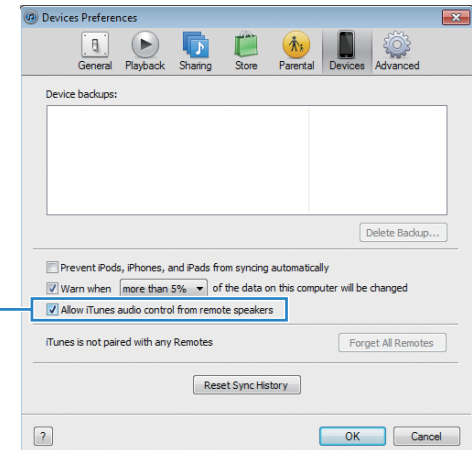 Devices Preferences
General Playback Sharing Store Parental Devices Advanced
Device backups:
Delete Backup...
Prevent iPods, iPhones, and iPads from syncing automatically
Warn when more than 5% of the data on this computer will be changed
Allow iTunes audio control from remote speakers
iTunes is not paired with any Remotes Forget All Remotes
Reset Sync History
? OK Cancel